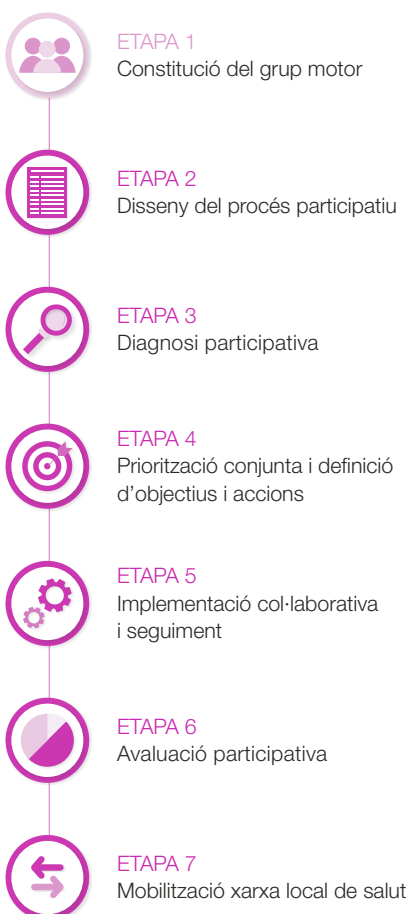 ETAPA 1
Constitució del grup motor
ETAPA 2
Disseny del procés participatiu
ETAPA 3
Diagnosi participativa
ETAPA 4
Priorització conjunta i definició
d’objectius i accions
ETAPA 5
Implementació col·laborativa
i seguiment
ETAPA 6
Avaluació participativa
ETAPA 7
Mobilització xarxa local de salut